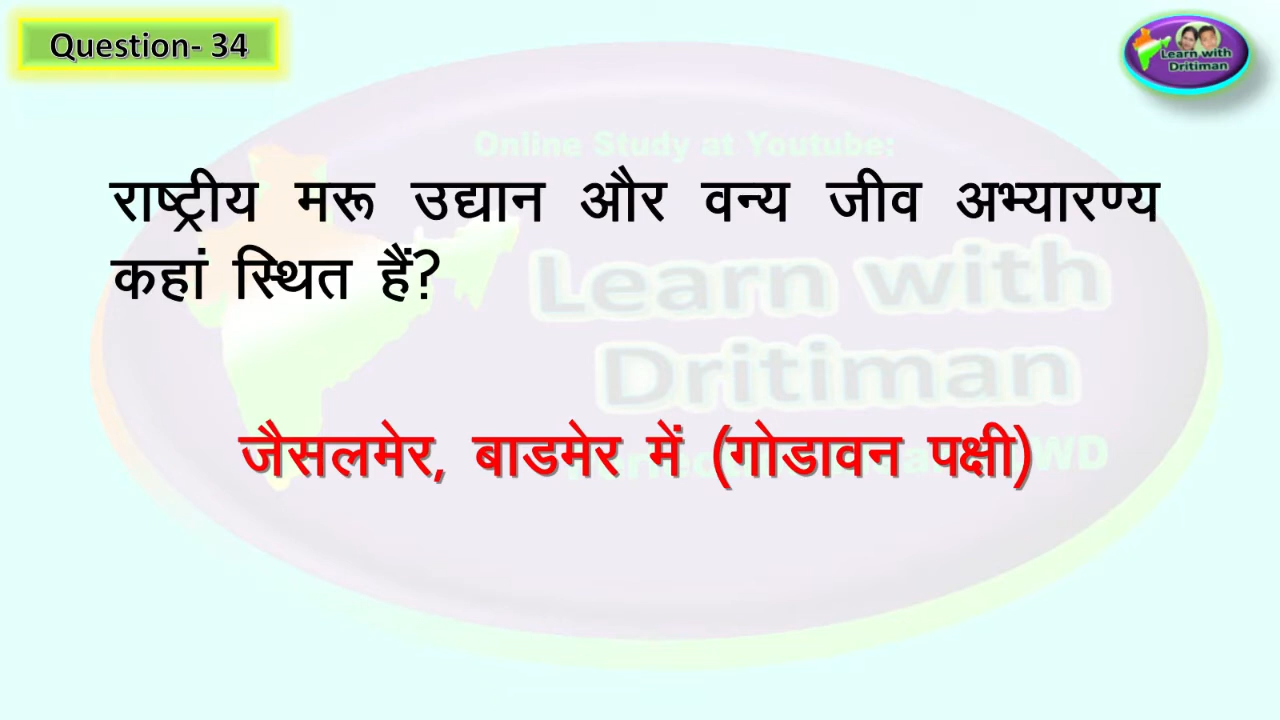 Question- 34
Learn with
Dritiman
Online Study at Youtube:
राष्ट्रीय मरू उद्यान और वन्य जीव अभ्यारण्य
कहां स्थित हैं?
Learn with
Dritiman
जैसलमेर, बाडमेर में (गोडावन पक्षी)
WD